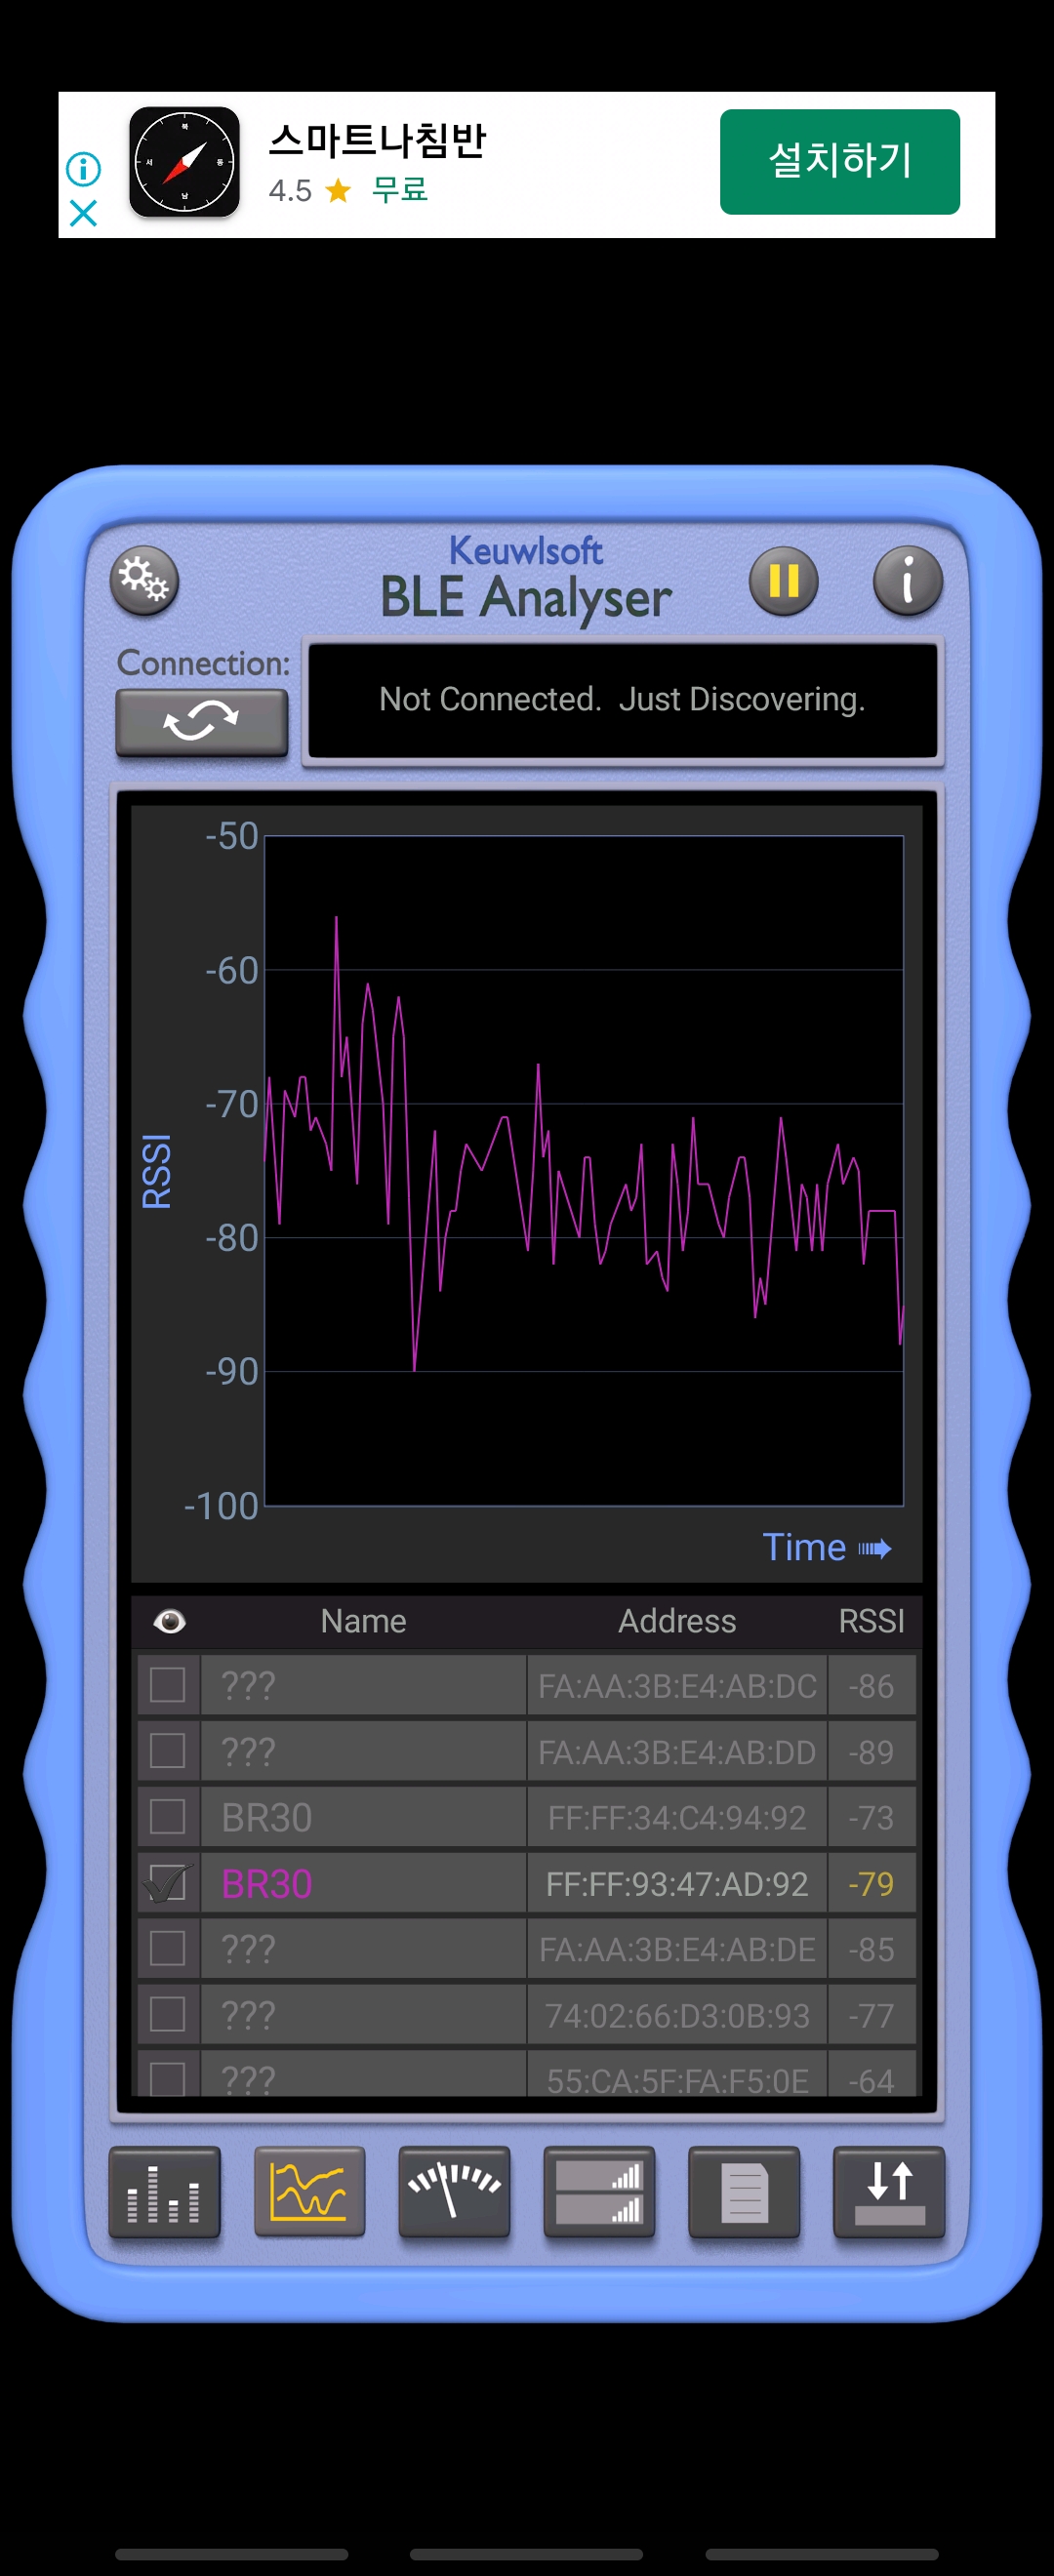 스마트나침반
4.5 ★ 무료
설치하기
북
서 동
남
Keuwlsoft
BLE Analyser
Connection:
Not Connected. Just Discovering.
-50
-60
-70
-80
-90
-100
RSSI
Time
Name Address RSSI
??? FA:AA:3B:E4:AB:DC -86
??? FA:AA:3B:E4:AB:DD -89
BR30 FF:FF:34:C4:94:92 -73
BR30 FF:FF:93:47:AD:92 -79
??? FA:AA:3B:E4:AB:DE -85
??? 74:02:66:D3:0B:93 -77
??? 55:CA:5F:FA:F5:0E -64